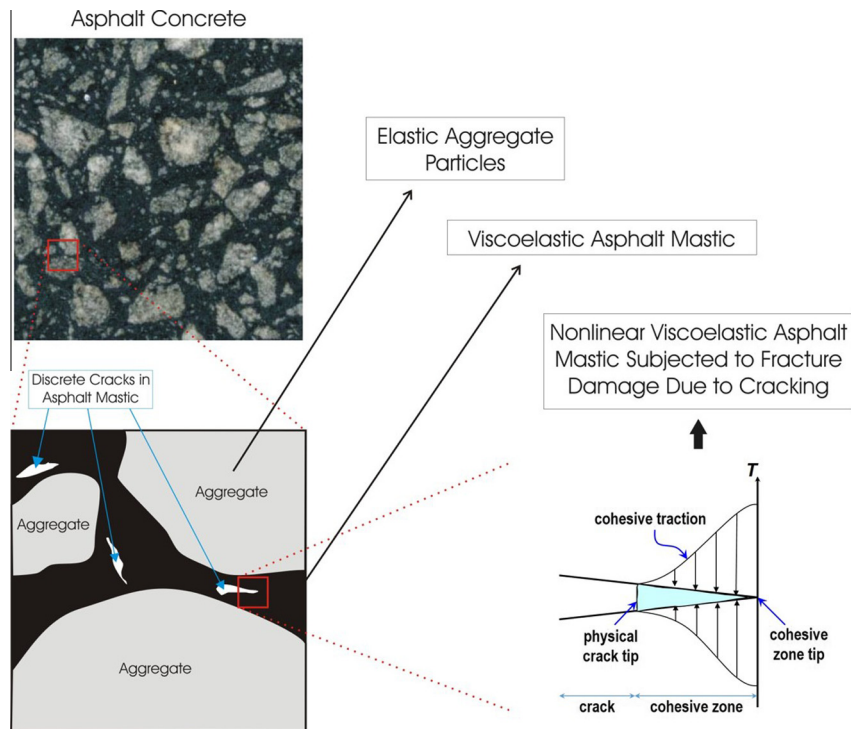 Asphalt Concrete
Elastic Aggregate
Particles
Viscoelastic Asphalt Mastic
Nonlinear Viscoelastic Asphalt
Mastic Subjected to Fracture
Damage Due to Cracking
Discrete Cracks in
Asphalt Mastic
Aggregate
Aggregate
Aggregate
T
cohesive traction
physical
crack tip
cohesive
zone tip
crack
cohesive zone